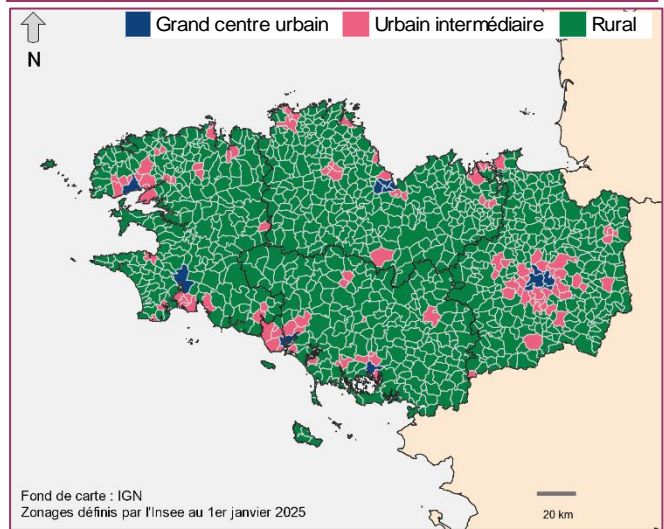 Grand centre urbain Urbain intermédiaire Rural
N
Fond de carte : IGN
Zonages définis par l'Insee au 1er janvier 2025
20 km